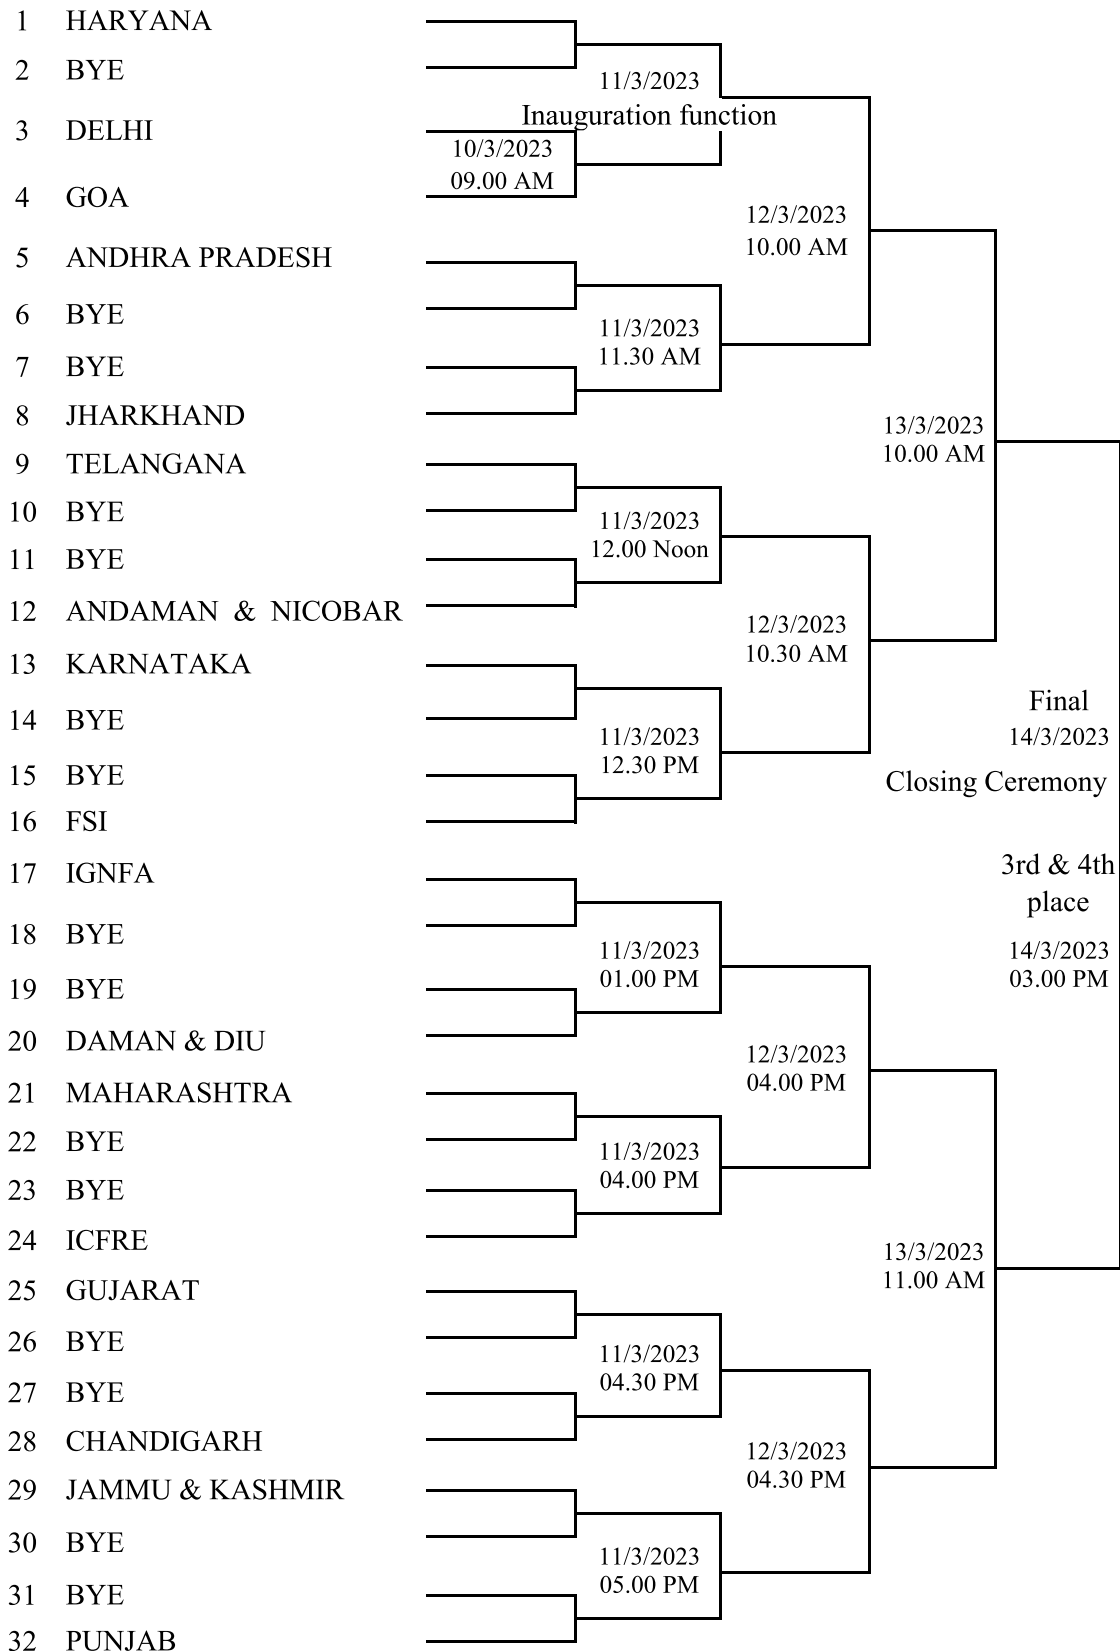 1 HARYANA
2 BYE
11/3/2023
Inauguration function
3 DELHI
10/3/2023
09.00 AM
4 GOA
12/3/2023
10.00 AM
5 ANDHRA PRADESH
6 BYE
11/3/2023
11.30 AM
7 BYE
8 JHARKHAND
13/3/2023
10.00 AM
9 TELANGANA
10 BYE
11/3/2023
12.00 Noon
11 BYE
12 ANDAMAN & NICOBAR
12/3/2023
10.30 AM
13 KARNATAKA
14 BYE
Final
14/3/2023
11/3/2023
12.30 PM
15 BYE
Closing Ceremony
16 FSI
17 IGNFA
3rd & 4th
place
18 BYE
11/3/2023
01.00 PM
14/3/2023
03.00 PM
19 BYE
20 DAMAN & DIU
12/3/2023
04.00 PM
21 MAHARASHTRA
22 BYE
11/3/2023
04.00 PM
23 BYE
24 ICFRE
13/3/2023
11.00 AM
25 GUJARAT
26 BYE
11/3/2023
04.30 PM
27 BYE
28 CHANDIGARH
12/3/2023
04.30 PM
29 JAMMU & KASHMIR
30 BYE
11/3/2023
05.00 PM
31 BYE
32 PUNJAB